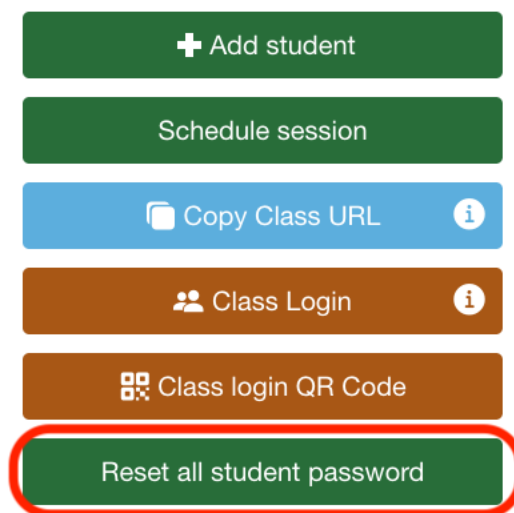 Add student
Schedule session
Copy Class URL
Class Login
Class login QR Code
Reset all student password